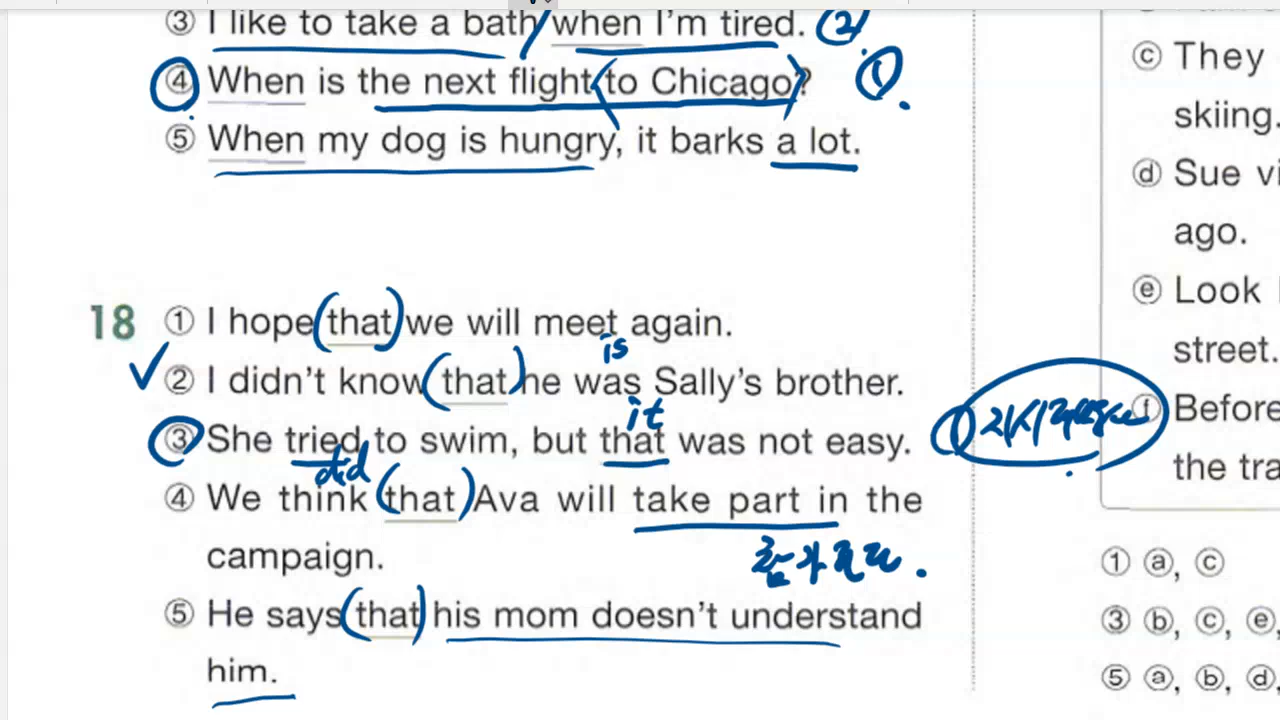 ③ I like to take a bath when I'm tired. ②
④ When is the next flight to Chicago? ①
⑤ When my dog is hungry, it barks a lot.
18 ① I hope (that) we will meet again.
is
② I didn't know (that) he was Sally's brother.
it
③ She tried to swim, but that was not easy.
did
④ We think (that) Ava will take part in the
campaign.
⑤ He says (that) his mom doesn't understand
him.
ⓒ They
skiing.
ⓓ Sue vi
ago.
ⓔ Look
street.
ⓕ Before
the tra
① ⓐ, ⓒ
③ ⓑ, ⓒ, ⓔ,
⑤ ⓐ, ⓑ, ⓓ,